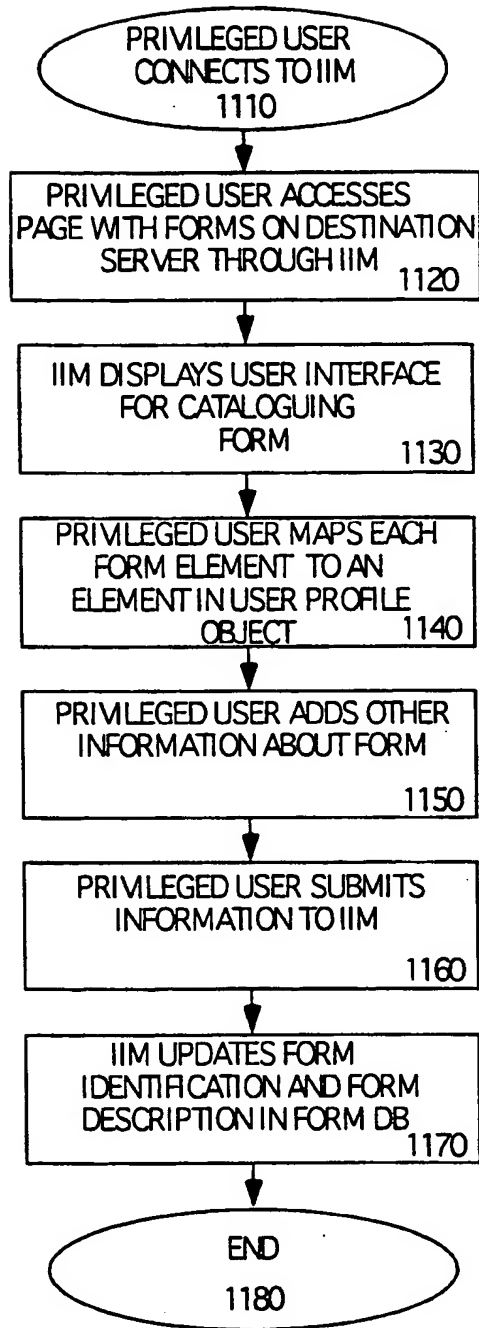 PRIVILEGED USER
CONNECTS TO IIM
1110
PRIVILEGED USER ACCESSES
PAGE WITH FORMS ON DESTINATION
SERVER THROUGH IIM
1120
IIM DISPLAYS USER INTERFACE
FOR CATALOGUING
FORM
1130
PRIVILEGED USER MAPS EACH
FORM ELEMENT TO AN
ELEMENT IN USER PROFILE
OBJECT
1140
PRIVILEGED USER ADDS OTHER
INFORMATION ABOUT FORM
1150
PRIVILEGED USER SUBMITS
INFORMATION TO IIM
1160
IIM UPDATES FORM
IDENTIFICATION AND FORM
DESCRIPTION IN FORM DB
1170
END
1180